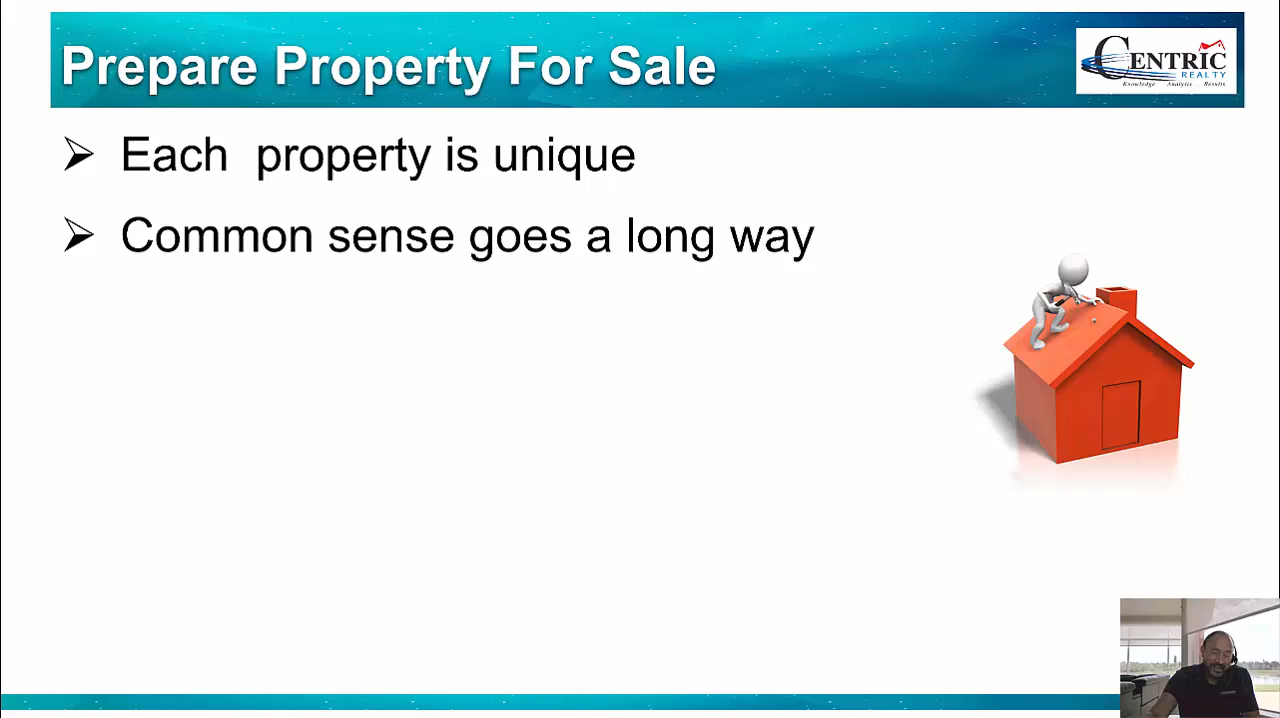 Prepare Property For Sale
CENTRIC
REALTY
Knowledge Analysis Results
Each property is unique
Common sense goes a long way